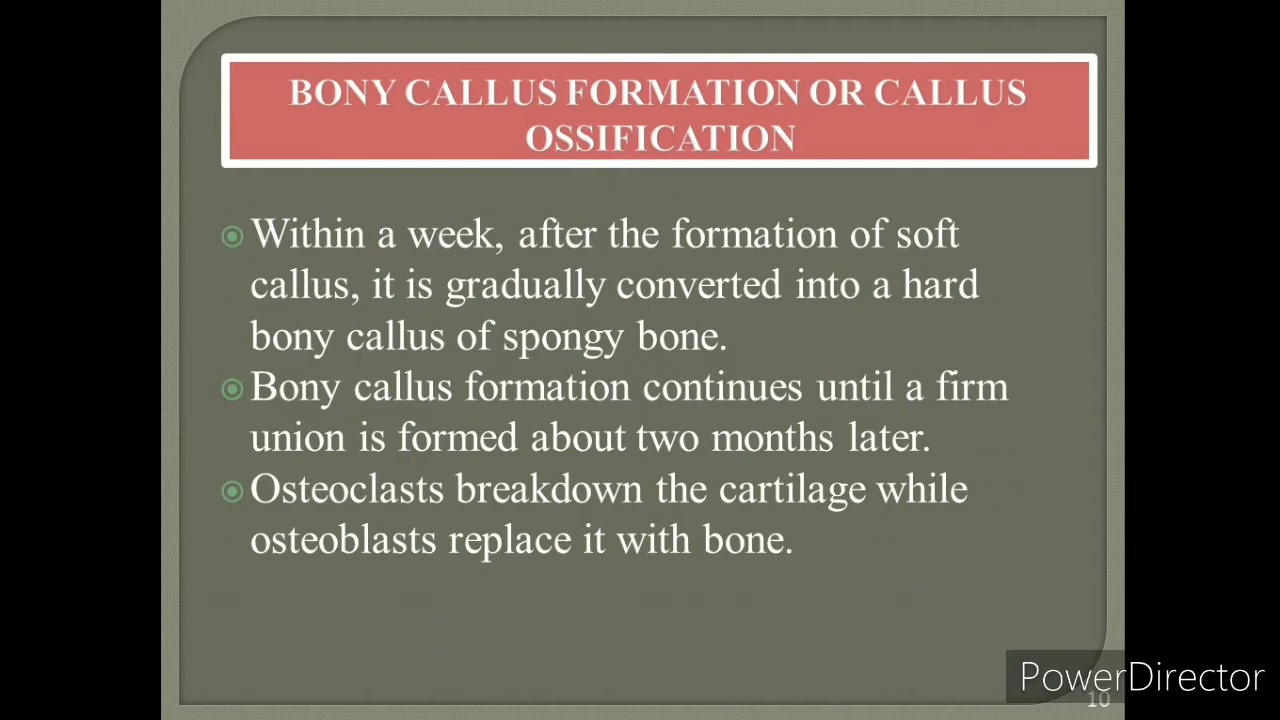 BONY CALLUS FORMATION OR CALLUS
OSSIFICATION
Within a week, after the formation of soft
callus, it is gradually converted into a hard
bony callus of spongy bone.
Bony callus formation continues until a firm
union is formed about two months later.
Osteoclasts breakdown the cartilage while
osteoblasts replace it with bone.
PowerDirector
10